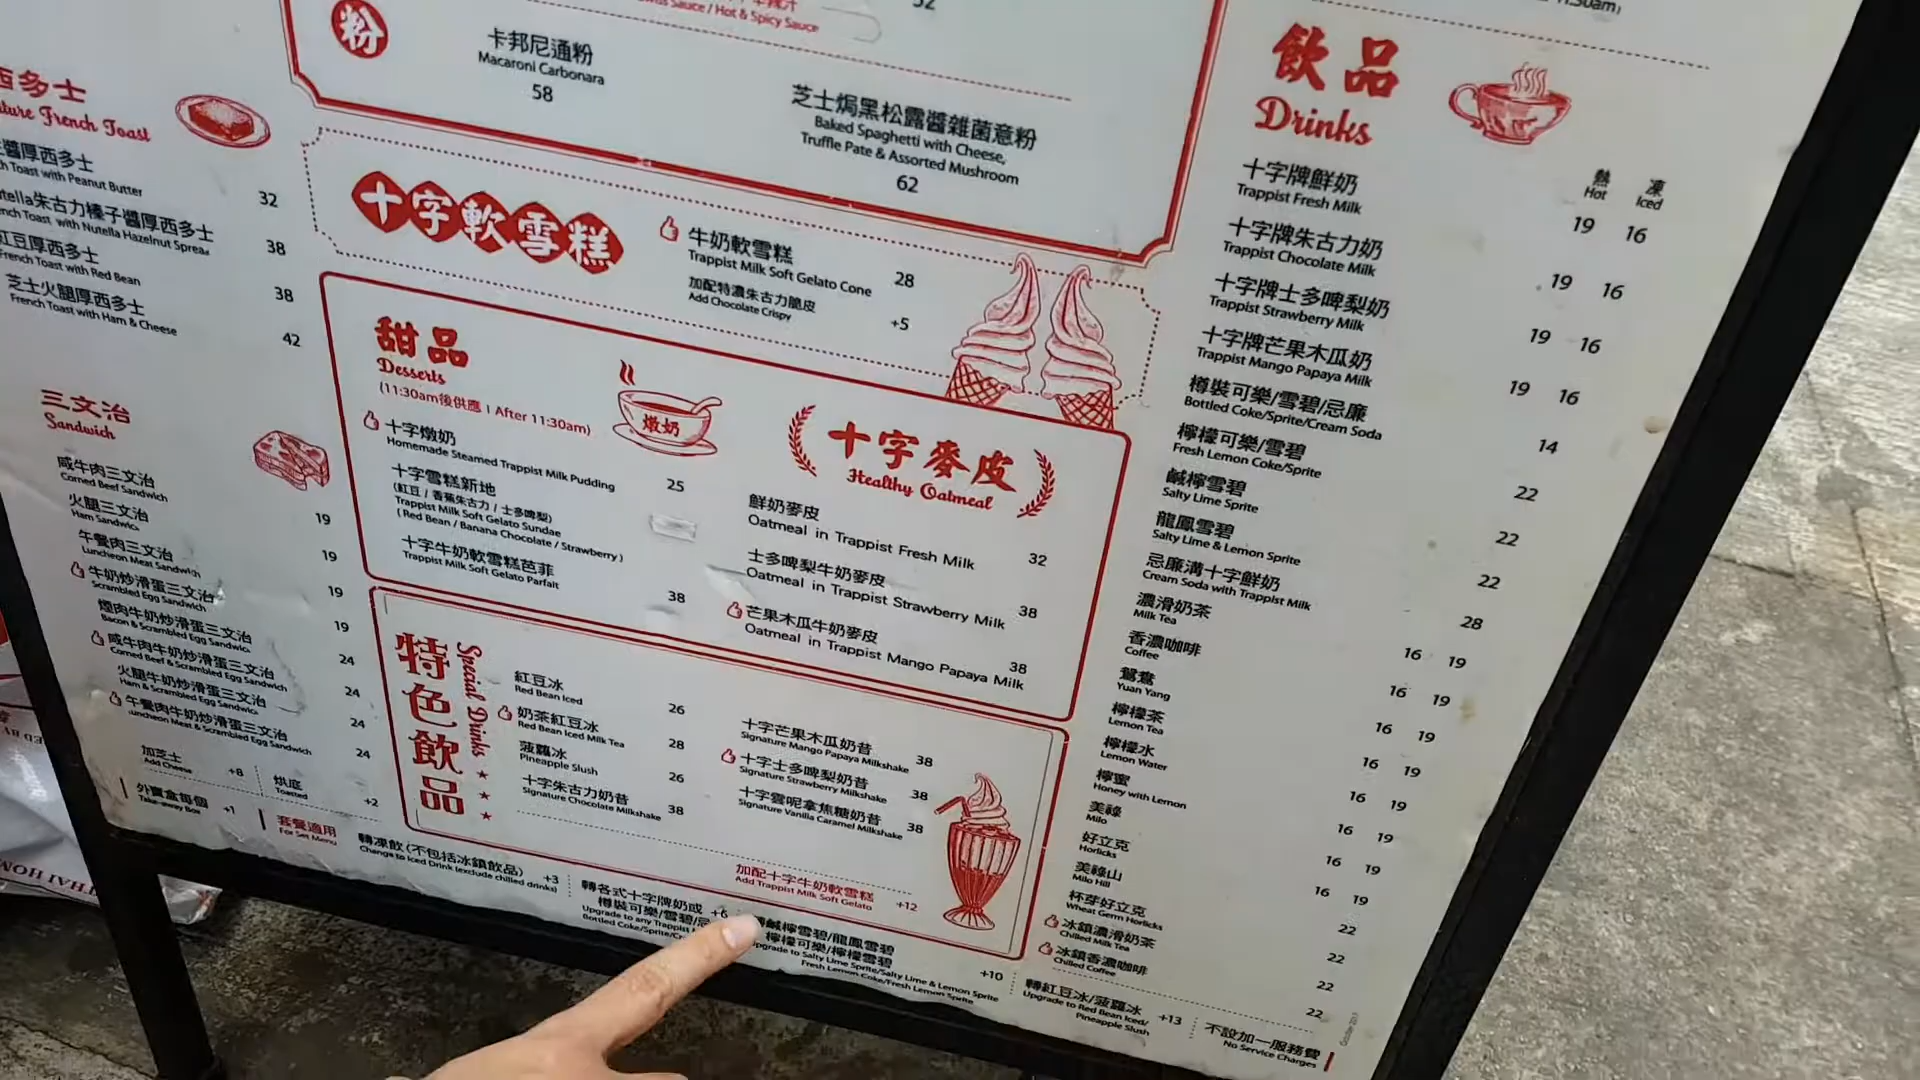 Sauce / Hot & Spicy Sauce
粉
卡邦尼通粉
Macaroni Carbonara
58
芝士焗黑松露醬雜菌意粉
Baked Spaghetti with Cheese,
Truffle Pate & Assorted Mushroom
62
西多士
French Toast
醬厚西多士
Toast with Peanut Butter
32
朱古力榛子醬厚西多士
Toast with Nutella Hazelnut
38
紅豆厚西多士
French Toast with Red Bean
38
芝士火腿厚西多士
French Toast with Ham & Cheese
42
三文治
Sandwich
咸牛肉三文治
Corned Beef Sandwich
19
火腿三文治
Ham Sandwich
19
午餐肉三文治
Luncheon Meat Sandwich
19
牛奶炒滑蛋三文治
Scrambled Egg Sandwich
19
煙肉牛奶炒滑蛋三文治
Bacon & Scrambled Egg Sandwich
24
咸牛肉牛奶炒滑蛋三文治
Corned Beef & Scrambled Egg Sandwich
24
火腿牛奶炒滑蛋三文治
Ham & Scrambled Egg Sandwich
24
午餐肉牛奶炒滑蛋三文治
Luncheon Meat & Scrambled Egg Sandwich
24
加芝士
Add Cheese
+8
烘底
Toasted
+2
外賣盒每個
Take-away Box
+1
十字軟雪糕
牛奶軟雪糕
Trappist Milk Soft Gelato Cone
28
加配特濃朱古力脆皮
Add Chocolate Crispy
+5
甜品
Desserts
(11:30am後供應 | After 11:30am)
燉奶
十字燉奶
Homemade Steamed Trappist Milk Pudding
25
十字雪糕新地
(紅豆 / 香蕉朱古力 / 士多啤梨)
Trappist Milk Soft Gelato Sundae
( Red Bean / Banana Chocolate / Strawberry )
十字牛奶軟雪糕芭菲
Trappist Milk Soft Gelato Parfait
38
十字麥皮
Healthy Oatmeal
鮮奶麥皮
Oatmeal in Trappist Fresh Milk
32
士多啤梨牛奶麥皮
Oatmeal in Trappist Strawberry Milk
38
芒果木瓜牛奶麥皮
Oatmeal in Trappist Mango Papaya Milk
38
特色飲品
Special Drinks
紅豆冰
Red Bean Iced
26
奶茶紅豆冰
Red Bean Iced Milk Tea
28
菠蘿冰
Pineapple Slush
26
十字朱古力奶昔
Signature Chocolate Milkshake
38
十字芒果木瓜奶昔
Signature Mango Papaya Milkshake
38
十字士多啤梨奶昔
Signature Strawberry Milkshake
38
十字雲呢拿焦糖奶昔
Signature Vanilla Caramel Milkshake
38
加配十字牛奶軟雪糕
Add Trappist Milk Soft Gelato
+12
套餐適用
For Set Menu
轉凍飲(不包括冰鎮飲品)
Change to Iced Drink (exclude chilled drinks)
+3
轉各式十字牌奶或
樽裝可樂/雪碧/
Upgrade to any Trappist
Bottled Coke/Sprite/
+6
鹹檸雪碧/龍鳳雪碧
檸檬可樂/檸檬雪碧
Upgrade to Salty Lime Sprite/Salty Lime & Lemon Sprite
Fresh Lemon Coke/Fresh Lemon Sprite
+10
轉紅豆冰/菠蘿冰
Upgrade to Red Bean Iced/
Pineapple Slush
+13
不設加一服務費
No Service Charges
飲品
Drinks
熱 凍
Hot Iced
十字牌鮮奶
Trappist Fresh Milk
19 16
十字牌朱古力奶
Trappist Chocolate Milk
19 16
十字牌士多啤梨奶
Trappist Strawberry Milk
19 16
十字牌芒果木瓜奶
Trappist Mango Papaya Milk
19 16
樽裝可樂/雪碧/忌廉
Bottled Coke/Sprite/Cream Soda
14
檸檬可樂/雪碧
Fresh Lemon Coke/Sprite
22
鹹檸雪碧
Salty Lime Sprite
22
龍鳳雪碧
Salty Lime & Lemon Sprite
22
忌廉溝十字鮮奶
Cream Soda with Trappist Milk
28
濃滑奶茶
Milk Tea
16 19
香濃咖啡
Coffee
16 19
鴛鴦
Yuan Yang
16 19
檸檬茶
Lemon Tea
16 19
檸檬水
Lemon Water
16 19
檸蜜
Honey with Lemon
16 19
美祿
Milo
16 19
好立克
Horlicks
16 19
美祿山
Milo Hill
22
杯芽好立克
Wheat Germ Horlicks
22
冰鎮濃滑奶茶
Chilled Milk Tea
22
冰鎮香濃咖啡
Chilled Coffee
22
THAI HOM